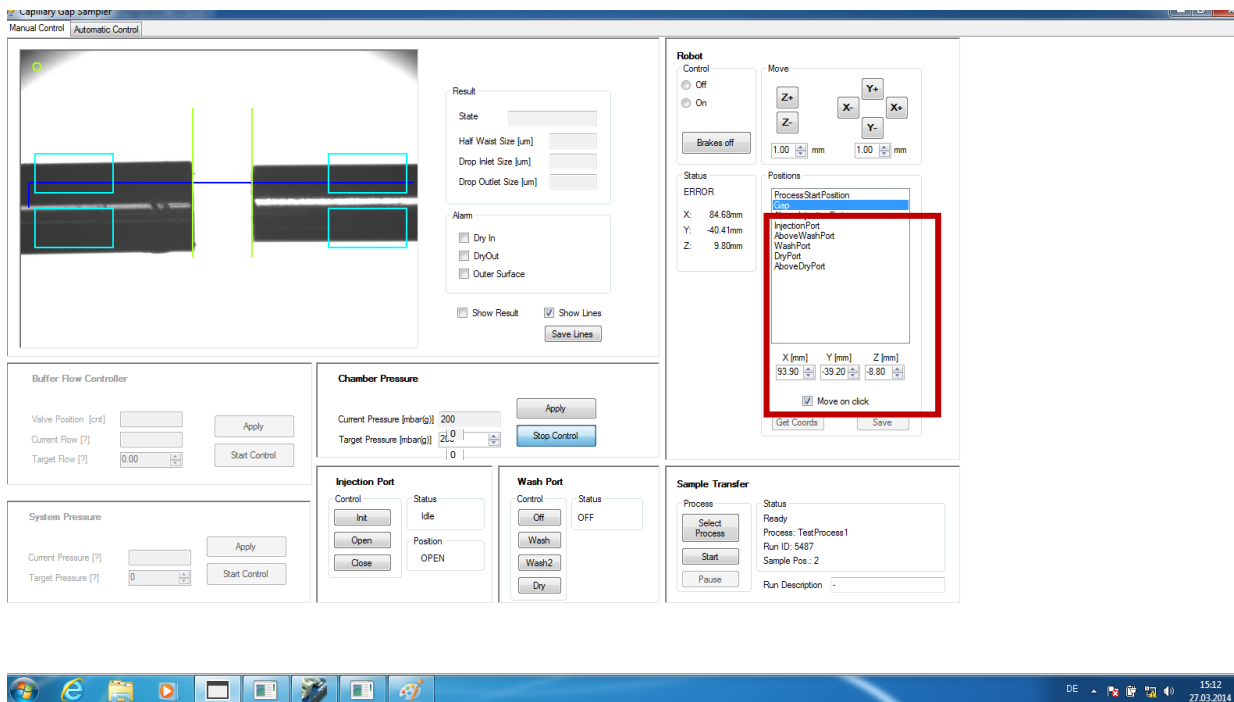 Capillary Gap Sampler
Manual Control
Automatic Control
Result
State
Half Waist Size [um]
Drop Inlet Size [um]
Drop Outlet Size [um]
Alarm
Dry In
DryOut
Outer Surface
Show Result
Show Lines
Save Lines
Robot
Control
Off
On
Brakes off
Move
Z+
Z-
Y+
X-
X+
Y-
1.00 mm
1.00 mm
Status
ERROR
X: 84.68mm
Y: -40.41mm
Z: 9.80mm
Positions
ProcessStartPosition
Gap
InjectionPort
AboveWashPort
WashPort
DryPort
AboveDryPort
X [mm] Y [mm] Z [mm]
93.90 -39.20 -8.80
Move on click
Get Coords
Save
Buffer Flow Controller
Valve Position [cnt]
Current Flow [?]
Target Flow [?] 0.00
Apply
Start Control
Chamber Pressure
Current Pressure [mbar(g)] 200
Target Pressure [mbar(g)]
0
0
Apply
Stop Control
System Pressure
Current Pressure [?]
Target Pressure [?] 0
Apply
Start Control
Injection Port
Control
Init
Open
Close
Status
Idle
Position
OPEN
Wash Port
Control
Off
Wash
Wash2
Dry
Status
OFF
Sample Transfer
Process
Select Process
Start
Pause
Status
Ready
Process: TestProcess1
Run ID: 5487
Sample Pos.: 2
Run Description -
DE
15:12
27.03.2014